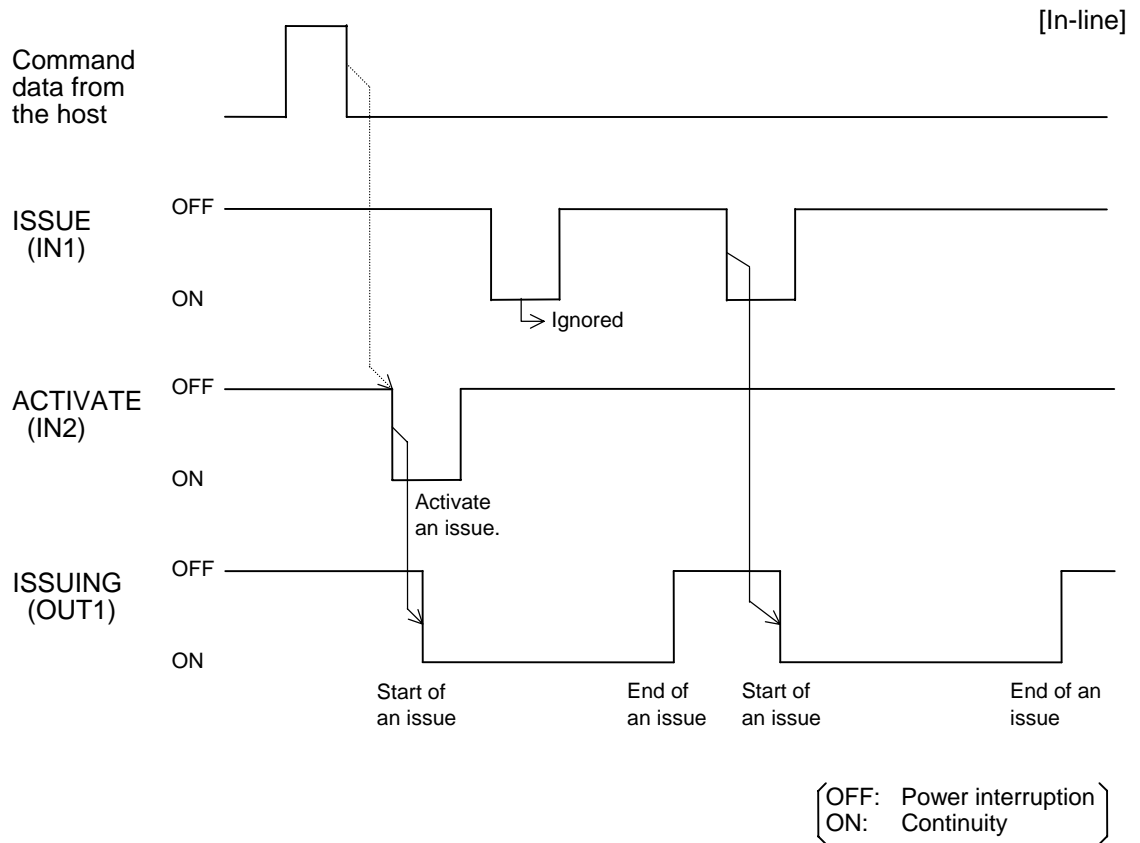 [In-line]
Command
data from
the host
OFF
ISSUE
(IN1)
ON
Ignored
OFF
ACTIVATE
(IN2)
ON
Activate
an issue.
OFF
ISSUING
(OUT1)
ON
Start of
an issue
End of
an issue
Start of
an issue
End of an
issue
OFF: Power interruption
ON: Continuity